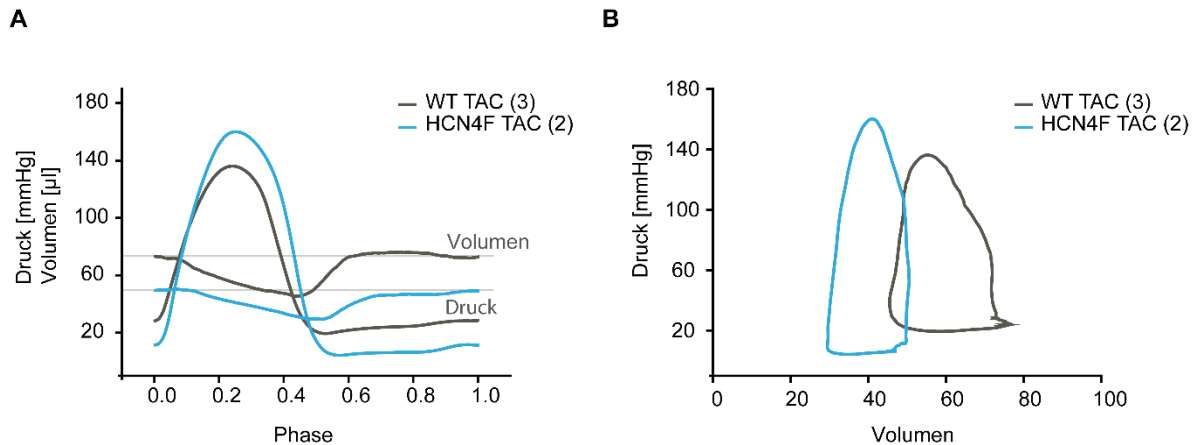 A
B
WT TAC (3)
HCN4F TAC (2)
Druck [mmHg]
Volumen [µl]
180
140
100
60
20
Volumen
Druck
0.0 0.2 0.4 0.6 0.8 1.0
Phase
WT TAC (3)
HCN4F TAC (2)
Druck [mmHg]
180
140
100
60
20
0 20 40 60 80 100
Volumen